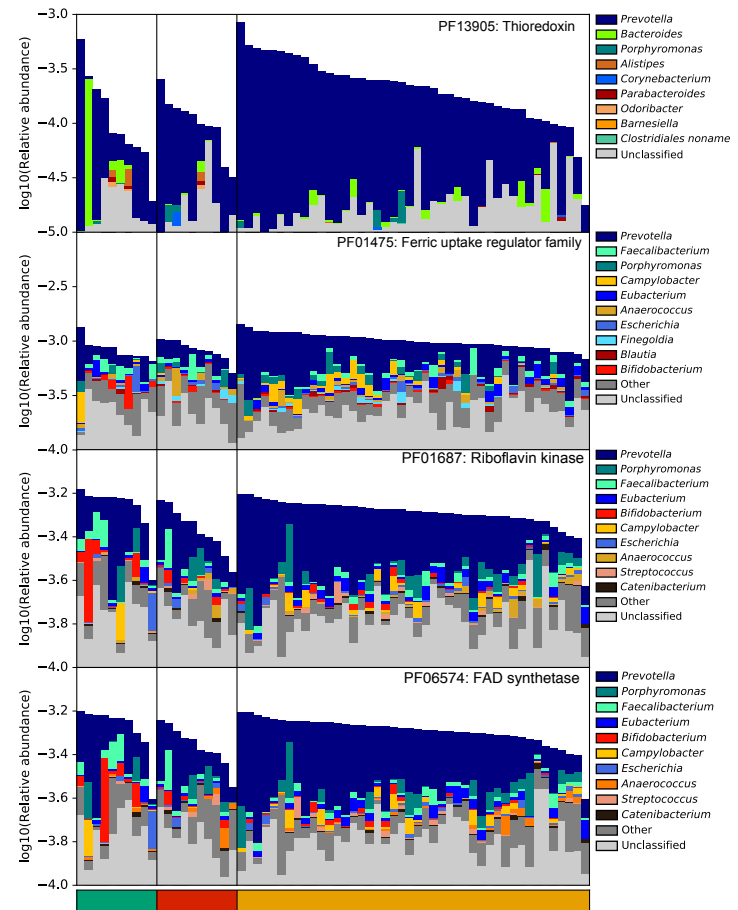 PF13905: Thioredoxin
log10(Relative abundance)
−3.0
−3.5
−4.0
−4.5
−5.0
Prevotella
Bacteroides
Porphyromonas
Alistipes
Corynebacterium
Parabacteroides
Odoribacter
Barnesiella
Clostridiales noname
Unclassified
PF01475: Ferric uptake regulator family
log10(Relative abundance)
−2.5
−3.0
−3.5
−4.0
Prevotella
Faecalibacterium
Porphyromonas
Campylobacter
Eubacterium
Anaerococcus
Escherichia
Finegoldia
Blautia
Bifidobacterium
Other
Unclassified
PF01687: Riboflavin kinase
log10(Relative abundance)
−3.2
−3.4
−3.6
−3.8
−4.0
Prevotella
Porphyromonas
Faecalibacterium
Eubacterium
Bifidobacterium
Campylobacter
Escherichia
Anaerococcus
Streptococcus
Catenibacterium
Other
Unclassified
PF06574: FAD synthetase
log10(Relative abundance)
−3.2
−3.4
−3.6
−3.8
−4.0
Prevotella
Porphyromonas
Faecalibacterium
Eubacterium
Bifidobacterium
Campylobacter
Escherichia
Anaerococcus
Streptococcus
Catenibacterium
Other
Unclassified